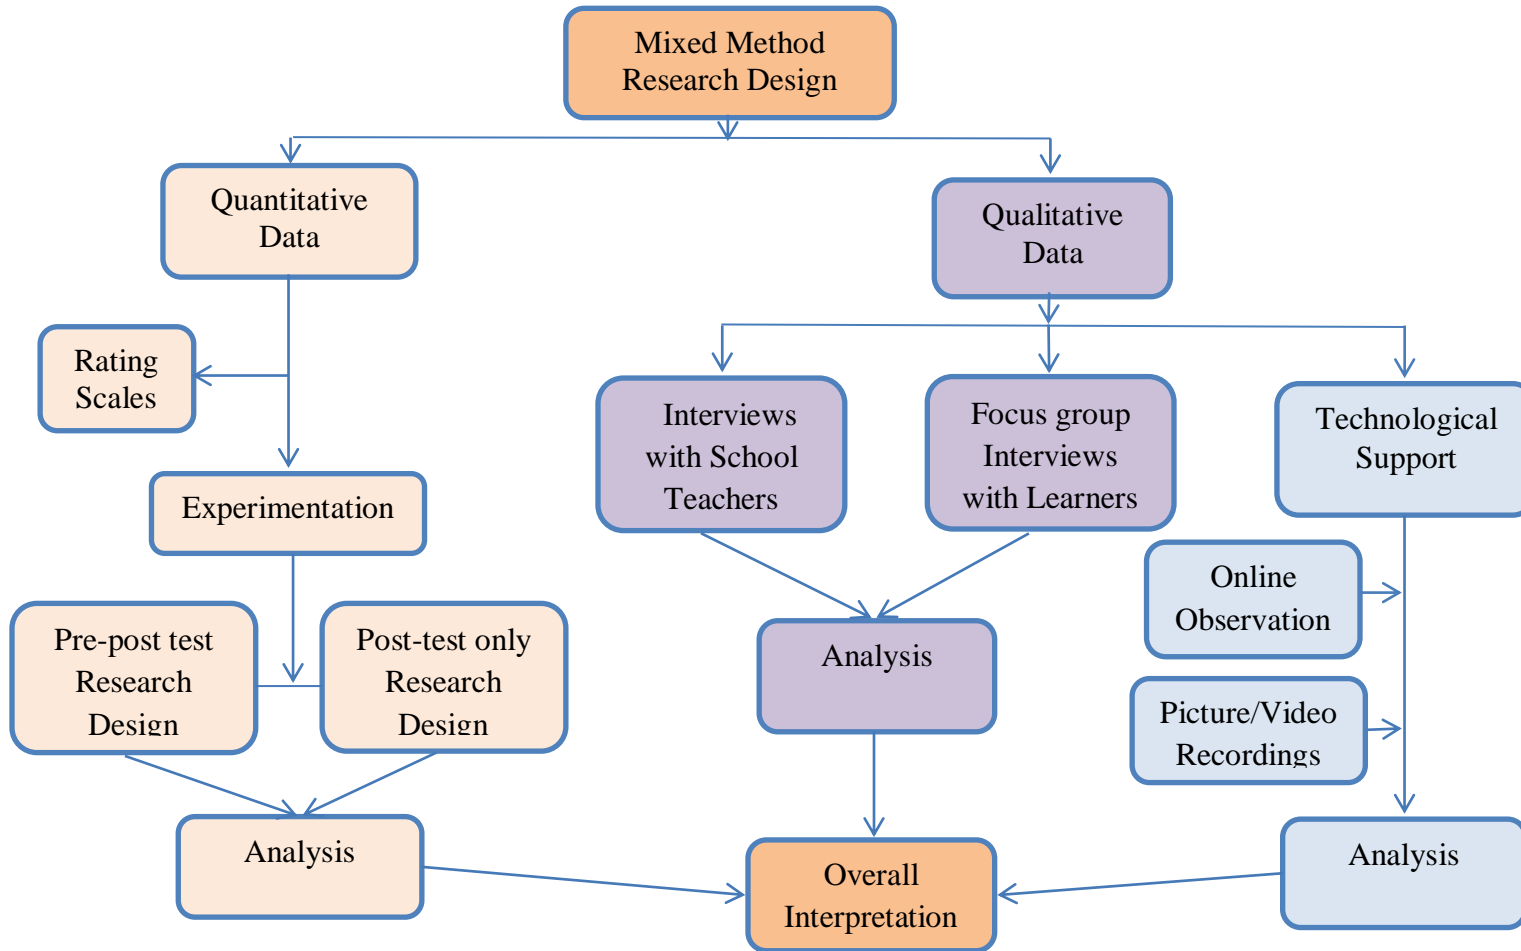 Mixed Method
Research Design
Quantitative
Data
Qualitative
Data
Rating
Scales
Interviews
with School
Teachers
Focus group
Interviews
with Learners
Technological
Support
Experimentation
Online
Observation
Pre-post test
Research
Design
Post-test only
Research
Design
Analysis
Picture/Video
Recordings
Analysis
Analysis
Overall
Interpretation